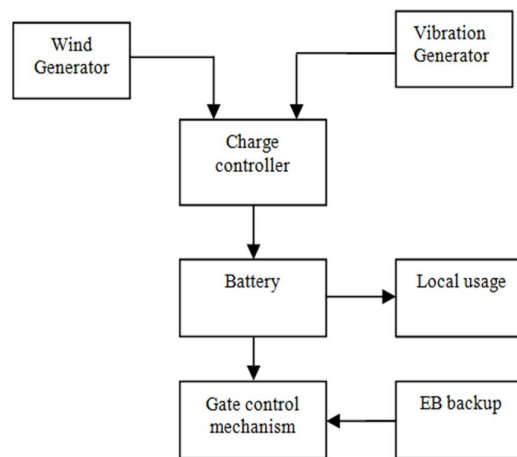 Wind
Generator
Vibration
Generator
Charge
controller
Battery
Local usage
Gate control
mechanism
EB backup